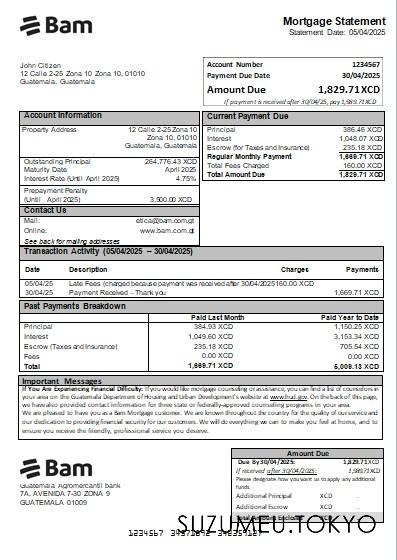 Bam
Mortgage Statement
Statement Date: 05/04/2025
John Citizen
12 Calle 2-25 Zona 10 Zona 10, 01010
Guatemala, Guatemala
Account Number 1234567
Payment Due Date 30/04/2025
Amount Due 1,829.71XCD
If payment is received after 30/04/25, pay 1,989.71XCD
Account Information
Property Address 12 Calle 2-25 Zona 10
Zona 10, 01010
Guatemala, Guatemala
Outstanding Principal 264,776.43 XCD
Maturity Date April 2025
Interest Rate (Until April 2025) 4.75%
Prepayment Penalty
(Until April 2025) 3,500.00 XCD
Contact Us
Mail: etica@bam.com.gt
Online: www.bam.com.gt
See back for mailing addresses
Current Payment Due
Principal 386.46 XCD
Interest 1,048.07 XCD
Escrow (for Taxes and Insurance) 235.18 XCD
Regular Monthly Payment 1,669.71 XCD
Total Fees Charged 160.00 XCD
Total Amount Due 1,829.71 XCD
Transaction Activity (05/04/2025 – 30/04/2025)
Date Description Charges Payments
05/05/04 Late Fees (charged because payment was received after 30/04/2025160.00 XCD
30/04/25 Payment Received – Thank you 1,669.71 XCD
Past Payments Breakdown
Paid Last Month Paid Year to Date
Principal 384.93 XCD 1,150.25 XCD
Interest 1,049.60 XCD 3,153.34 XCD
Escrow (Taxes and Insurance) 235.18 XCD 705.54 XCD
Fees 0.00 XCD 0.00 XCD
Total 1,669.71 XCD 5,009.13 XCD
Important Messages
If You Are Experiencing Financial Difficulty: If you would like mortgage counseling or assistance, you can find a list of counselors in
your area on the Guatemala Department of Housing and Urban Development's website at www.hud.gov. On the back of this page,
we have also provided contact information for three state or federally-approved counseling programs in your area.
We are pleased to have you as a Bam Mortgage customer. We are known throughout the country for the quality of our service and
our dedication to providing financial security for our customers. We will do everything we can to make you feel at home, and to
ensure you receive the friendly, professional service you deserve.
Bam
Guatemala Agromercantil bank
7A. AVENIDA 7-30 ZONA 9
GUATEMALA 01009
Amount Due
Due By 30/04/2025: 1,829.71XCD
If received after 30/04/2025: 1,989.71XCD
Please designate how you want us to apply any additional
funds.
Additional Principal XCD .
Additional Escrow XCD .
Total Amount Enclosed XCD .
SUZUMEU.TOKYO